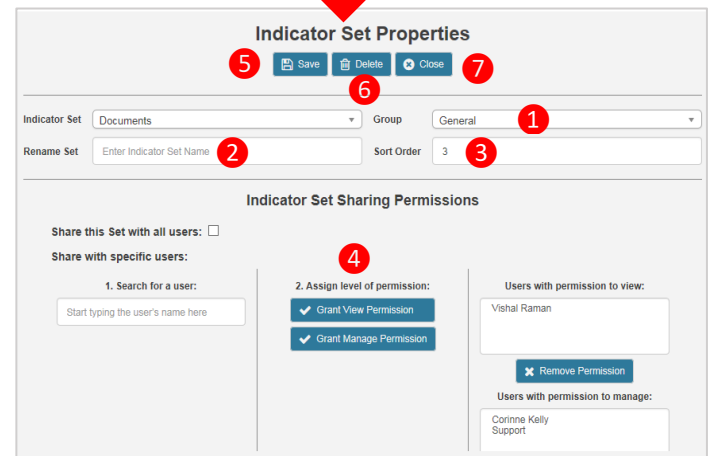 Indicator Set Properties
5 Save Delete Close 7
6
Indicator Set Documents Group General 1
Rename Set Enter Indicator Set Name 2 Sort Order 3 3
Indicator Set Sharing Permissions
Share this Set with all users:
Share with specific users:
4
1. Search for a user: 2. Assign level of permission: Users with permission to view:
Start typing the user's name here Grant View Permission Vishal Raman
Grant Manage Permission
Remove Permission
Users with permission to manage:
Corinne Kelly
Support